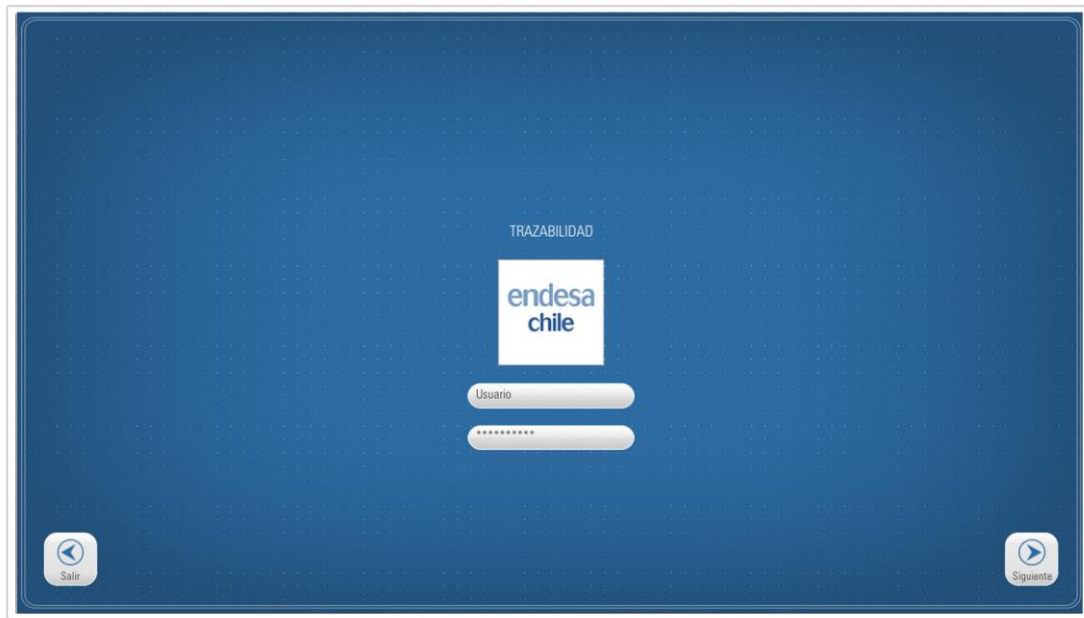 TRAZABILIDAD
endesa
chile
Usuario
**********
Salir
Siguiente